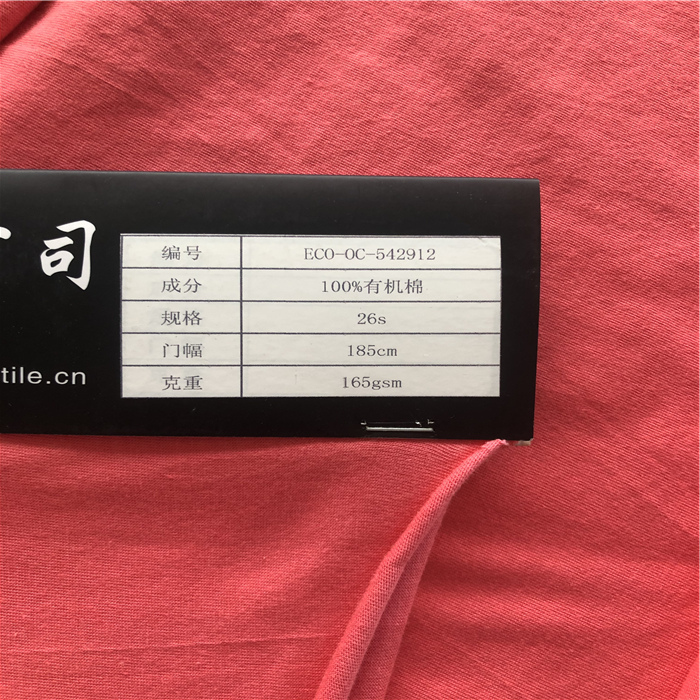 司
编号 ECO-OC-542912
成分 100%有机棉
规格 26s
门幅 185cm
克重 165gsm
tile.cn